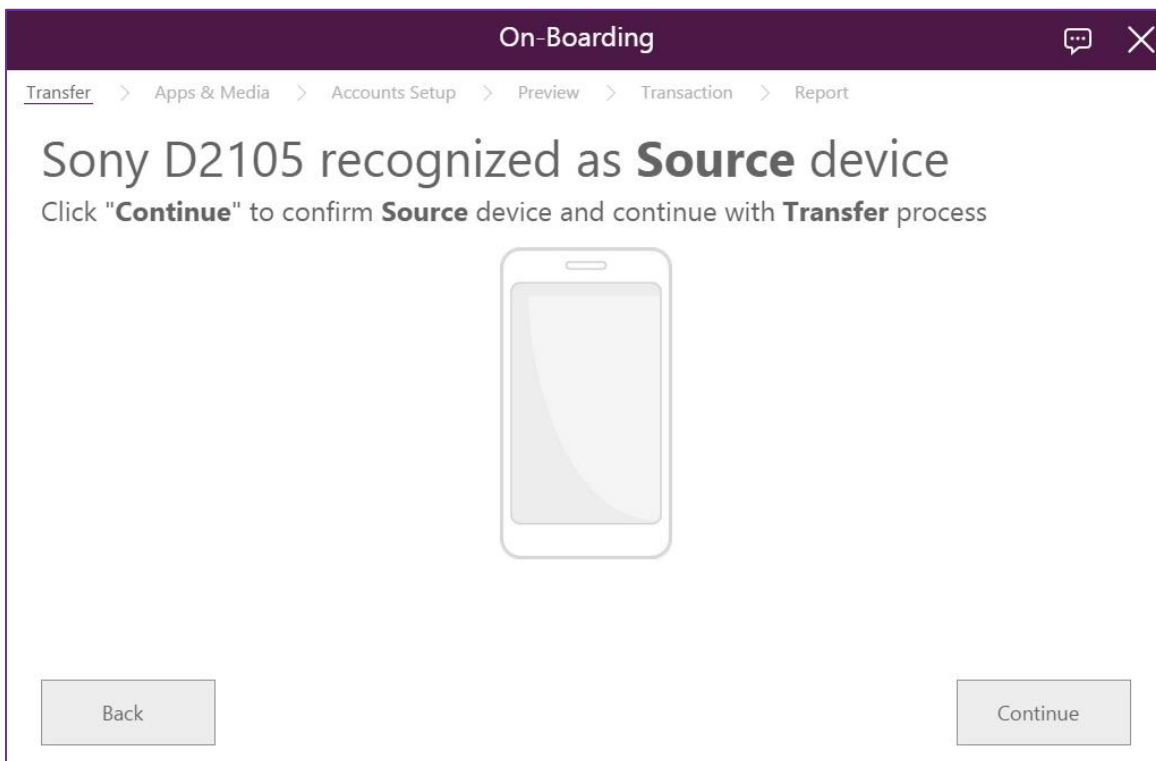 On-Boarding
Transfer > Apps & Media > Accounts Setup > Preview > Transaction > Report
Sony D2105 recognized as Source device
Click "Continue" to confirm Source device and continue with Transfer process
Back
Continue